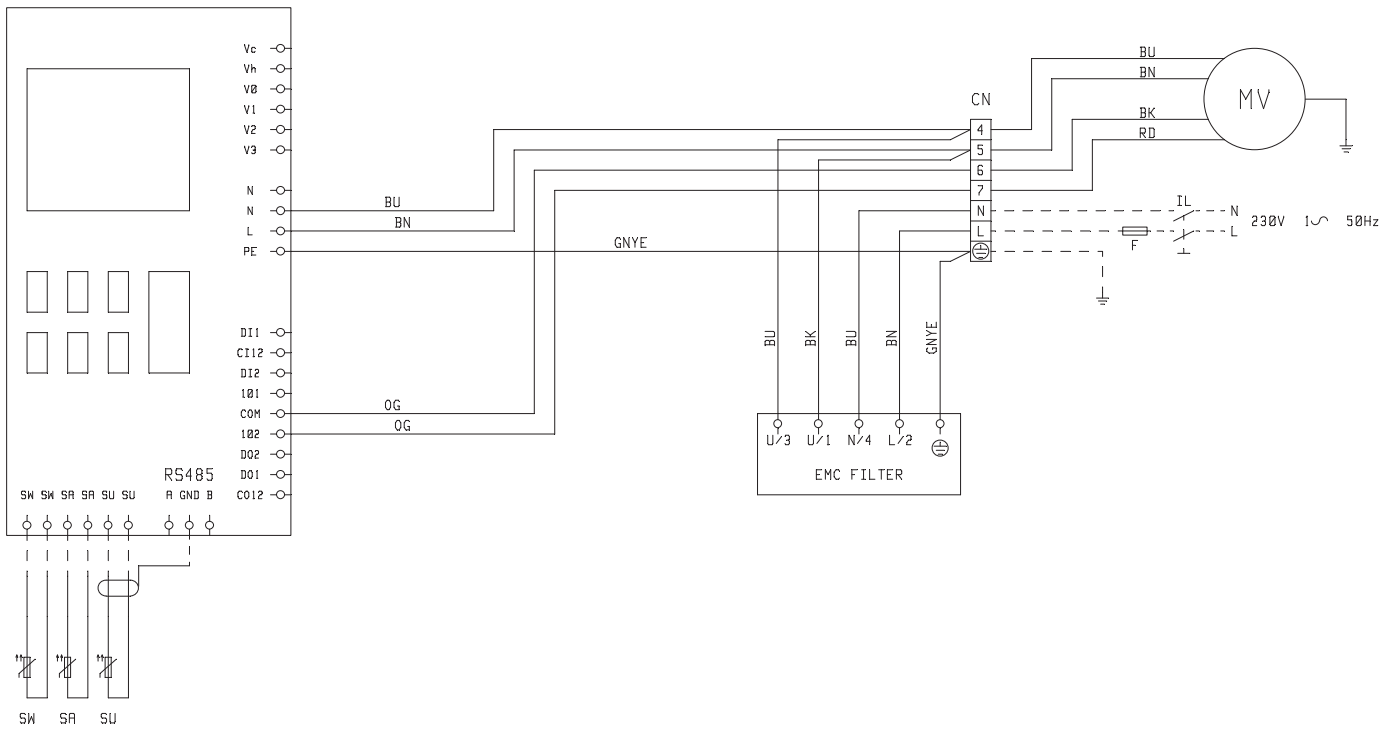 Vc
Vh
V0
V1
V2
V3
N
N
L
PE
DI1
CI12
DI2
101
COM
102
DO2
DO1
CO12
BU
BN
GNYE
OG
OG
RS485
SW SW SA SA SU SU A GND B
SW SA SU
CN
4
5
6
7
N
L
BU
BN
BK
RD
MV
IL
N
L
F
230V 1 50Hz
BU
BK
BU
BN
GNYE
U/3 U/1 N/4 L/2
EMC FILTER